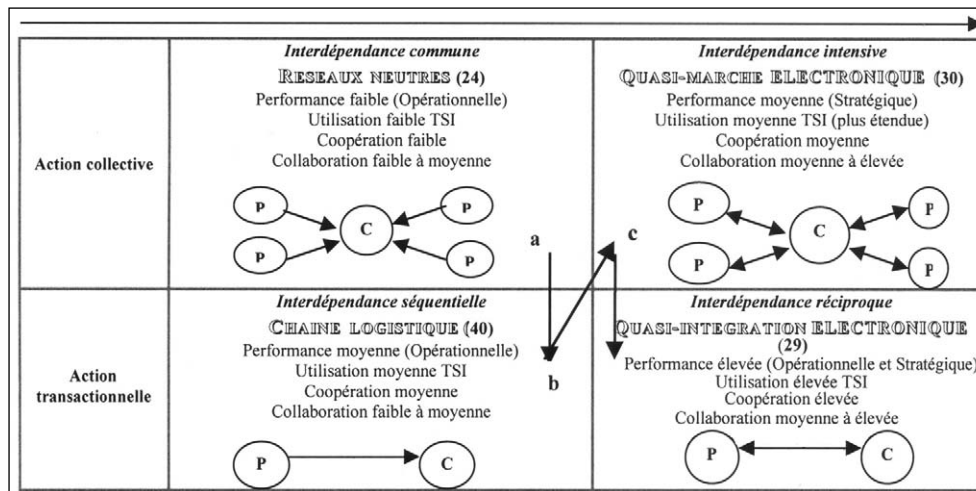 Interdépendance commune
RESEAUX NEUTRES (24)
Performance faible (Opérationnelle)
Utilisation faible TSI
Coopération faible
Collaboration faible à moyenne
Interdépendance intensive
QUASI-MARCHE ELECTRONIQUE (30)
Performance moyenne (Stratégique)
Utilisation moyenne TSI (plus étendue)
Coopération moyenne
Collaboration moyenne à élevée
Action collective
P
P
C
P
P
P
P
C
P
P
a
c
Interdépendance séquentielle
CHAINE LOGISTIQUE (40)
Performance moyenne (Opérationnelle)
Utilisation moyenne TSI
Coopération moyenne
Collaboration faible à moyenne
Interdépendance réciproque
QUASI-INTEGRATION ELECTRONIQUE
(29)
Performance élevée (Opérationnelle et Stratégique)
Utilisation élevée TSI
Coopération élevée
Collaboration moyenne à élevée
Action
transactionnelle
b
P
C
P
C